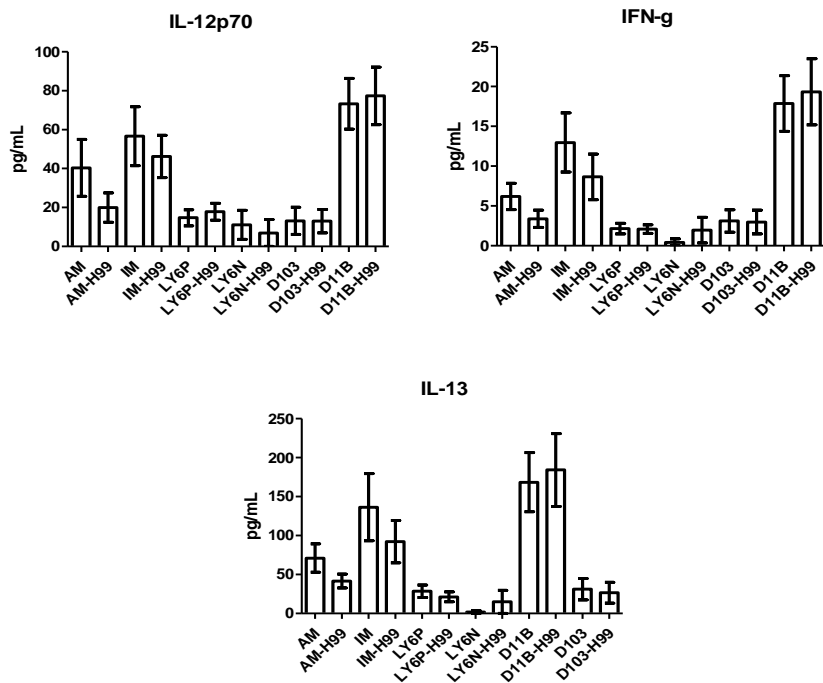 IL-12p70
pg/mL
100
80
60
40
20
0
AM
AM-H99
IM
IM-H99
LY6P
LY6P-H99
LY6N
LY6N-H99
D103
D103-H99
D11B
D11B-H99
IFN-g
pg/mL
25
20
15
10
5
0
AM
AM-H99
IM
IM-H99
LY6P
LY6P-H99
LY6N
LY6N-H99
D103
D103-H99
D11B
D11B-H99
IL-13
pg/mL
250
200
150
100
50
0
AM
AM-H99
IM
IM-H99
LY6P
LY6P-H99
LY6N
LY6N-H99
D11B
D11B-H99
D103
D103-H99